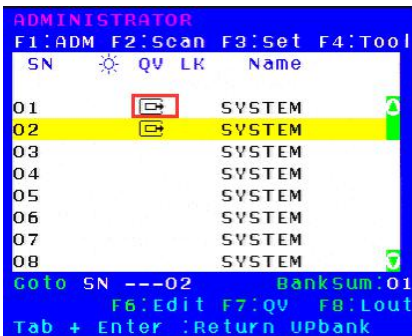 ADMINISTRATOR
F1:ADM F2:Scan F3:Set F4:Tool
SN QV LK Name
01 SYSTEM
02 SYSTEM
03 SYSTEM
04 SYSTEM
05 SYSTEM
06 SYSTEM
07 SYSTEM
08 SYSTEM
Goto SN ---02 BankSum:01
F6:Edit F7:QV F8:Lout
Tab + Enter :Return UPbank